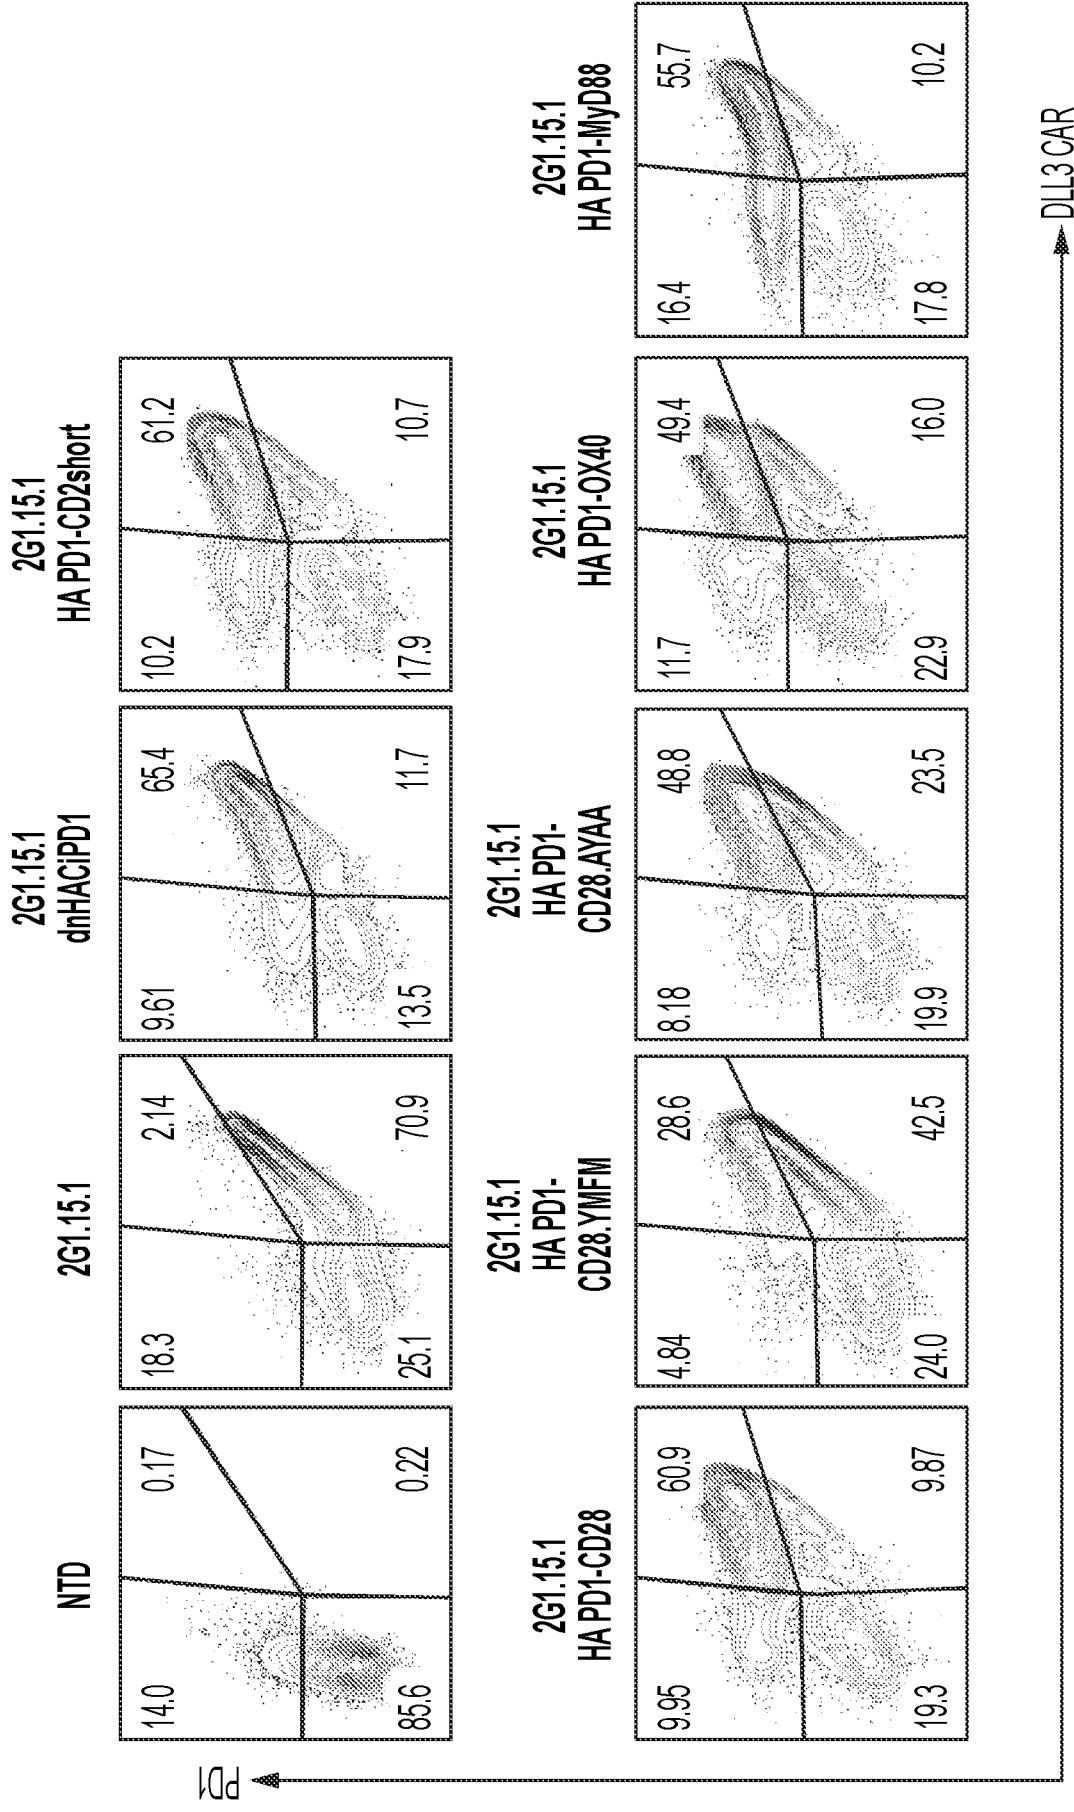 NTD
14.0
0.17
85.6
0.22
2G1.15.1
18.3
2.14
25.1
70.9
2G1.15.1
dnHACiPD1
9.61
65.4
13.5
11.7
2G1.15.1
HA PD1-CD2short
10.2
61.2
17.9
10.7
2G1.15.1
HA PD1-CD28
9.95
60.9
19.3
9.87
2G1.15.1
HA PD1-
CD28.YMFM
4.84
28.6
24.0
42.5
2G1.15.1
HA PD1-
CD28.AYAA
8.18
48.8
19.9
23.5
2G1.15.1
HA PD1-OX40
11.7
49.4
22.9
16.0
2G1.15.1
HA PD1-MyD88
16.4
55.7
17.8
10.2
PD1
DLL3 CAR